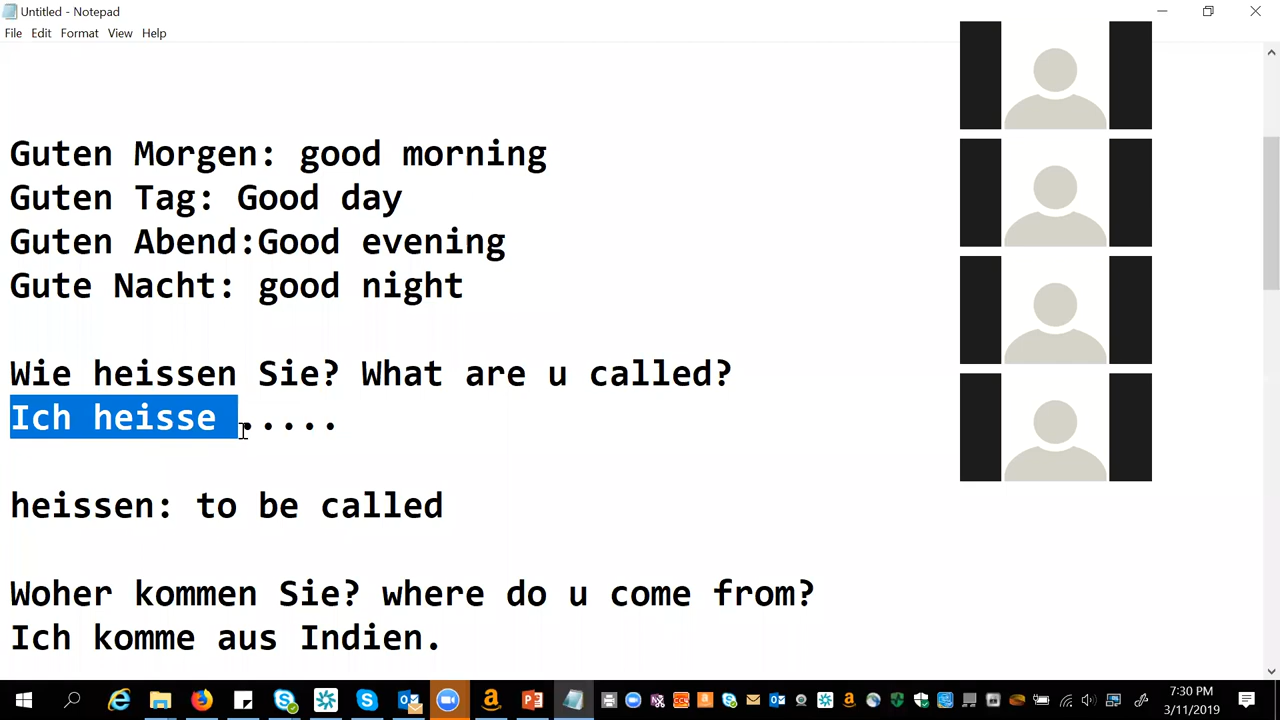 Untitled - Notepad
File Edit Format View Help
Guten Morgen: good morning
Guten Tag: Good day
Guten Abend:Good evening
Gute Nacht: good night
Wie heissen Sie? What are u called?
Ich heisse .....
heissen: to be called
Woher kommen Sie? where do u come from?
Ich komme aus Indien.
7:30 PM
3/11/2019